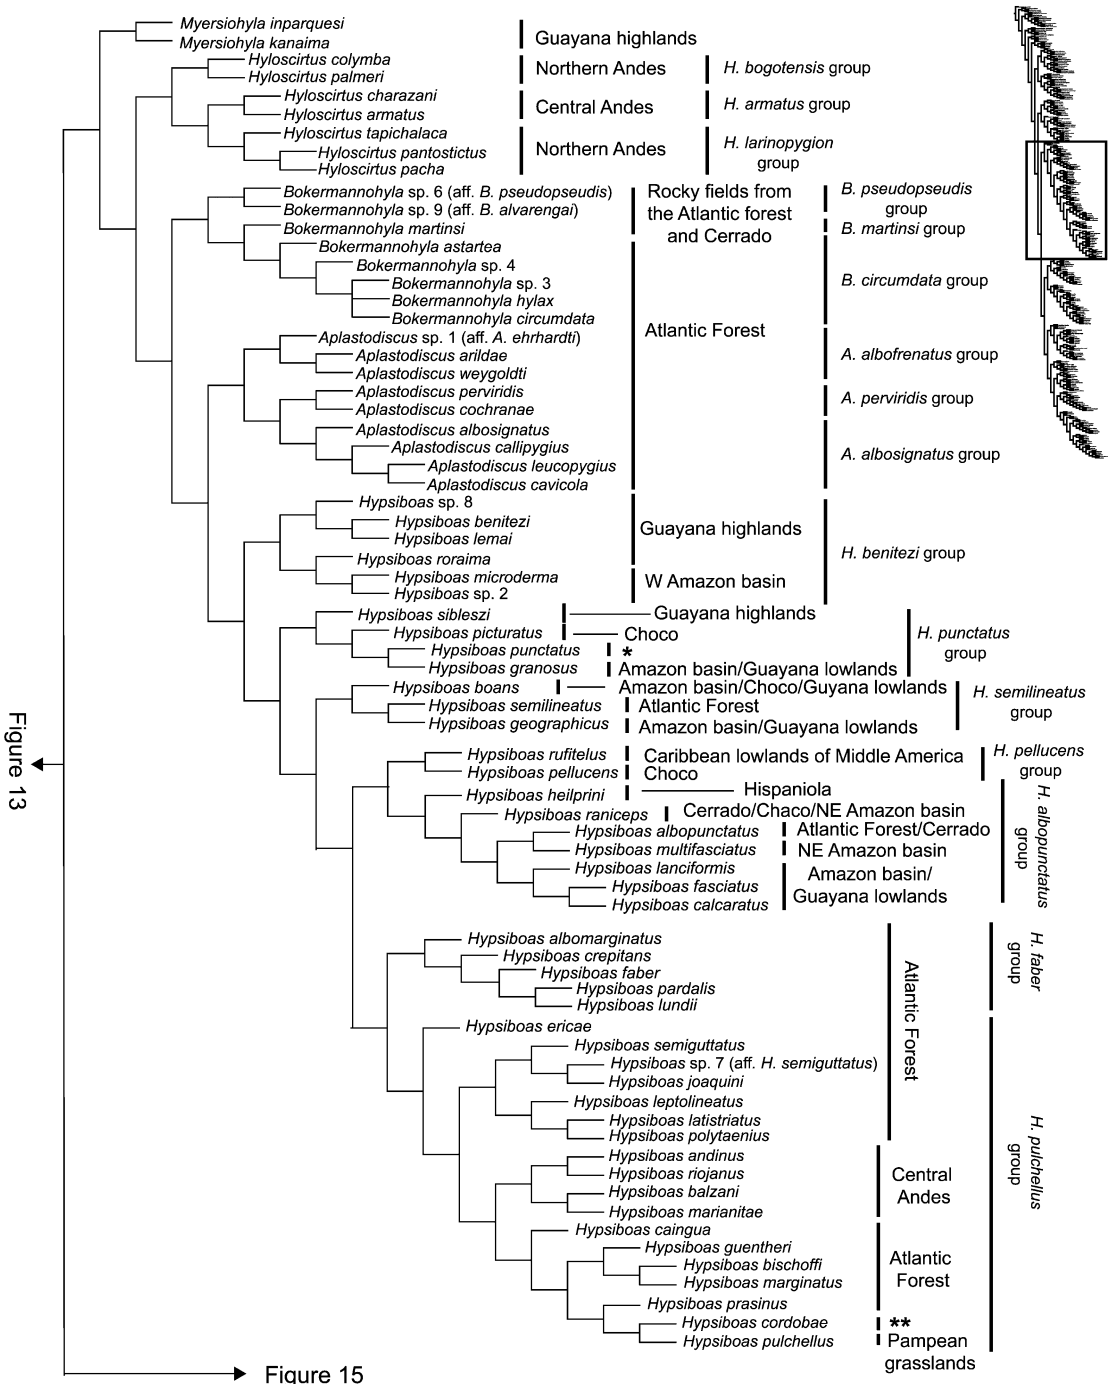 Myersiohyla inparquesi
Myersiohyla kanaima
Guayana highlands
Hyloscirtus colymba
Hyloscirtus palmeri
Northern Andes
H. bogotensis group
Hyloscirtus charazani
Hyloscirtus armatus
Central Andes
H. armatus group
Hyloscirtus tapichalaca
Hyloscirtus pantostictus
Hyloscirtus pacha
Northern Andes
H. larinopygion
group
Bokermannohyla sp. 6 (aff. B. pseudopseudis)
Bokermannohyla sp. 9 (aff. B. alvarengai)
Bokermannohyla martinsi
Rocky fields from
the Atlantic forest
and Cerrado
B. pseudopseudis
group
B. martinsi group
Bokermannohyla astartea
Bokermannohyla sp. 4
Bokermannohyla sp. 3
Bokermannohyla hylax
Bokermannohyla circumdata
B. circumdata group
Atlantic Forest
Aplastodiscus sp. 1 (aff. A. ehrhardti)
Aplastodiscus arildae
Aplastodiscus weygoldti
A. albofrenatus group
Aplastodiscus perviridis
Aplastodiscus cochranae
A. perviridis group
Aplastodiscus albosignatus
Aplastodiscus callipygius
Aplastodiscus leucopygius
Aplastodiscus cavicola
A. albosignatus group
Hypsiboas sp. 8
Hypsiboas benitezi
Hypsiboas lemai
Hypsiboas roraima
Guayana highlands
Hypsiboas microderma
Hypsiboas sp. 2
W Amazon basin
H. benitezi group
Hypsiboas sibleszi
Guayana highlands
Hypsiboas picturatus
Choco
Hypsiboas punctatus
*
Hypsiboas granosus
Amazon basin/Guayana lowlands
H. punctatus
group
Hypsiboas boans
Amazon basin/Choco/Guyana lowlands
Hypsiboas semilineatus
Atlantic Forest
Hypsiboas geographicus
Amazon basin/Guayana lowlands
H. semilineatus
group
Hypsiboas rufitelus
Caribbean lowlands of Middle America
Hypsiboas pellucens
Choco
H. pellucens
group
Hypsiboas heilprini
Hispaniola
Hypsiboas raniceps
Cerrado/Chaco/NE Amazon basin
Hypsiboas albopunctatus
Atlantic Forest/Cerrado
Hypsiboas multifasciatus
NE Amazon basin
Hypsiboas lanciformis
Hypsiboas fasciatus
Hypsiboas calcaratus
Amazon basin/
Guayana lowlands
H. albopunctatus
group
Hypsiboas albomarginatus
Hypsiboas crepitans
Hypsiboas faber
Hypsiboas pardalis
Hypsiboas lundii
H. faber
group
Atlantic Forest
Hypsiboas ericae
Hypsiboas semiguttatus
Hypsiboas sp. 7 (aff. H. semiguttatus)
Hypsiboas joaquini
Hypsiboas leptolineatus
Hypsiboas latistriatus
Hypsiboas polytaenius
Hypsiboas andinus
Hypsiboas riojanus
Hypsiboas balzani
Hypsiboas marianitae
Central
Andes
H. pulchellus
group
Hypsiboas caingua
Hypsiboas guentheri
Hypsiboas bischoffi
Hypsiboas marginatus
Hypsiboas prasinus
Atlantic
Forest
Hypsiboas cordobae
**
Hypsiboas pulchellus
Pampean
grasslands
Figure 13
Figure 15